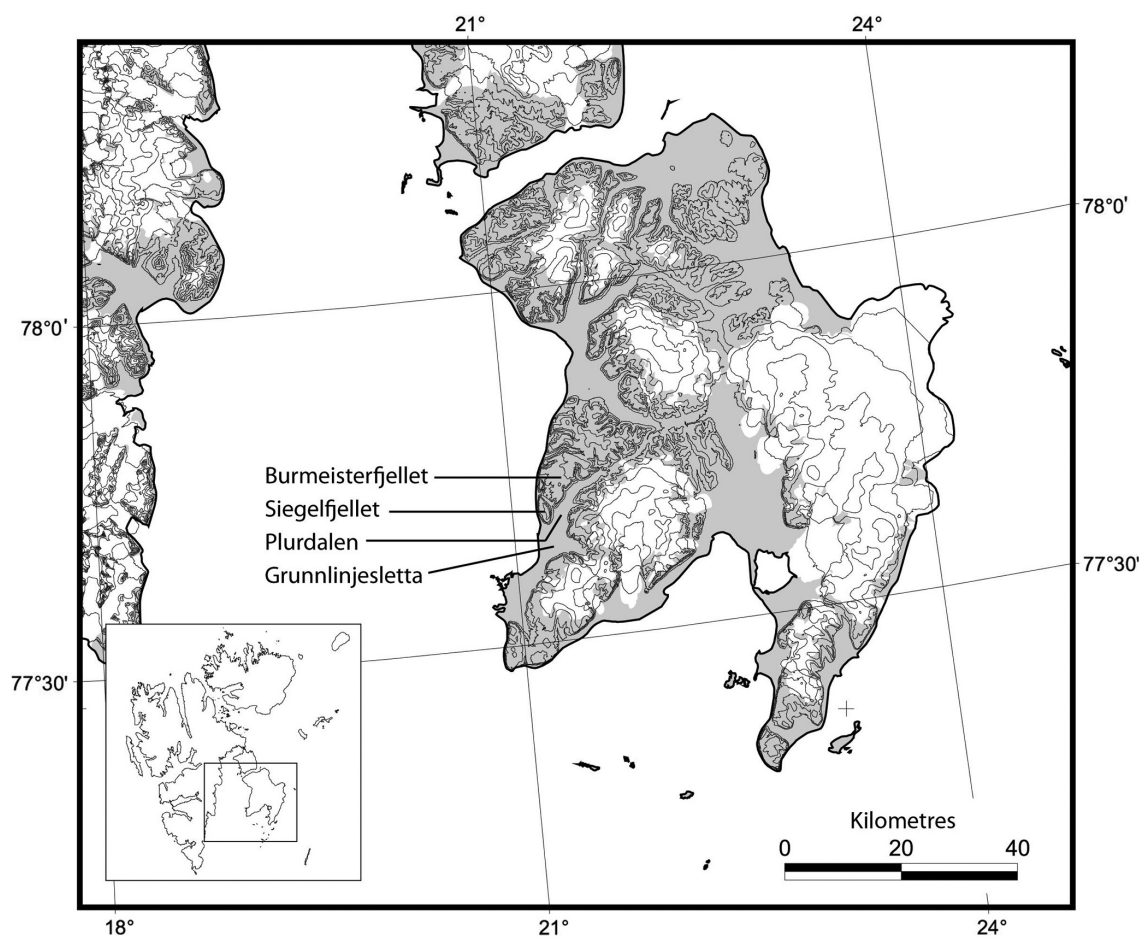 21°
24°
78°0'
78°0'
Burmeisterfjellet
Siegelfjellet
Plurdalen
Grunnlinjesletta
77°30'
77°30'
Kilometres
0 20 40
18°
21°
24°